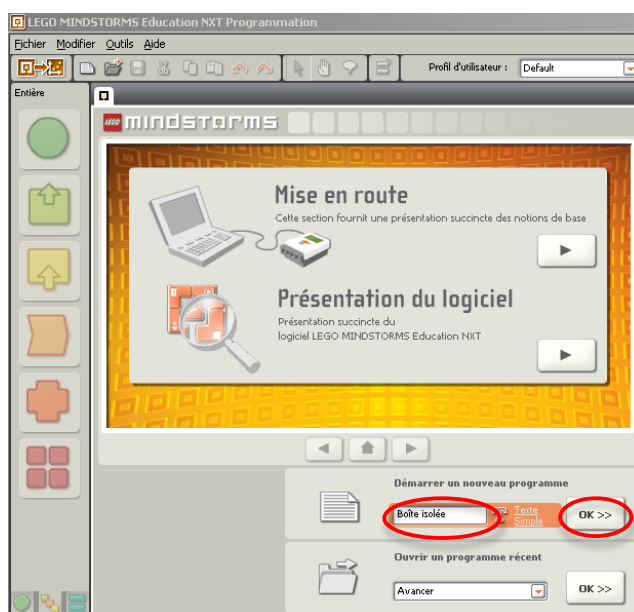 LEGO MINDSTORMS Education NXT Programmation
Fichier Modifier Outils Aide
Profil d'utilisateur : Default
Entière
LEGO mindstorms
Mise en route
Cette section fournit une présentation succincte des notions de base
Présentation du logiciel
Présentation succincte du
logiciel LEGO MINDSTORMS Education NXT
Démarrer un nouveau programme
Boîte isolée Texte Simple OK >>
Ouvrir un programme récent
Avancer OK >>